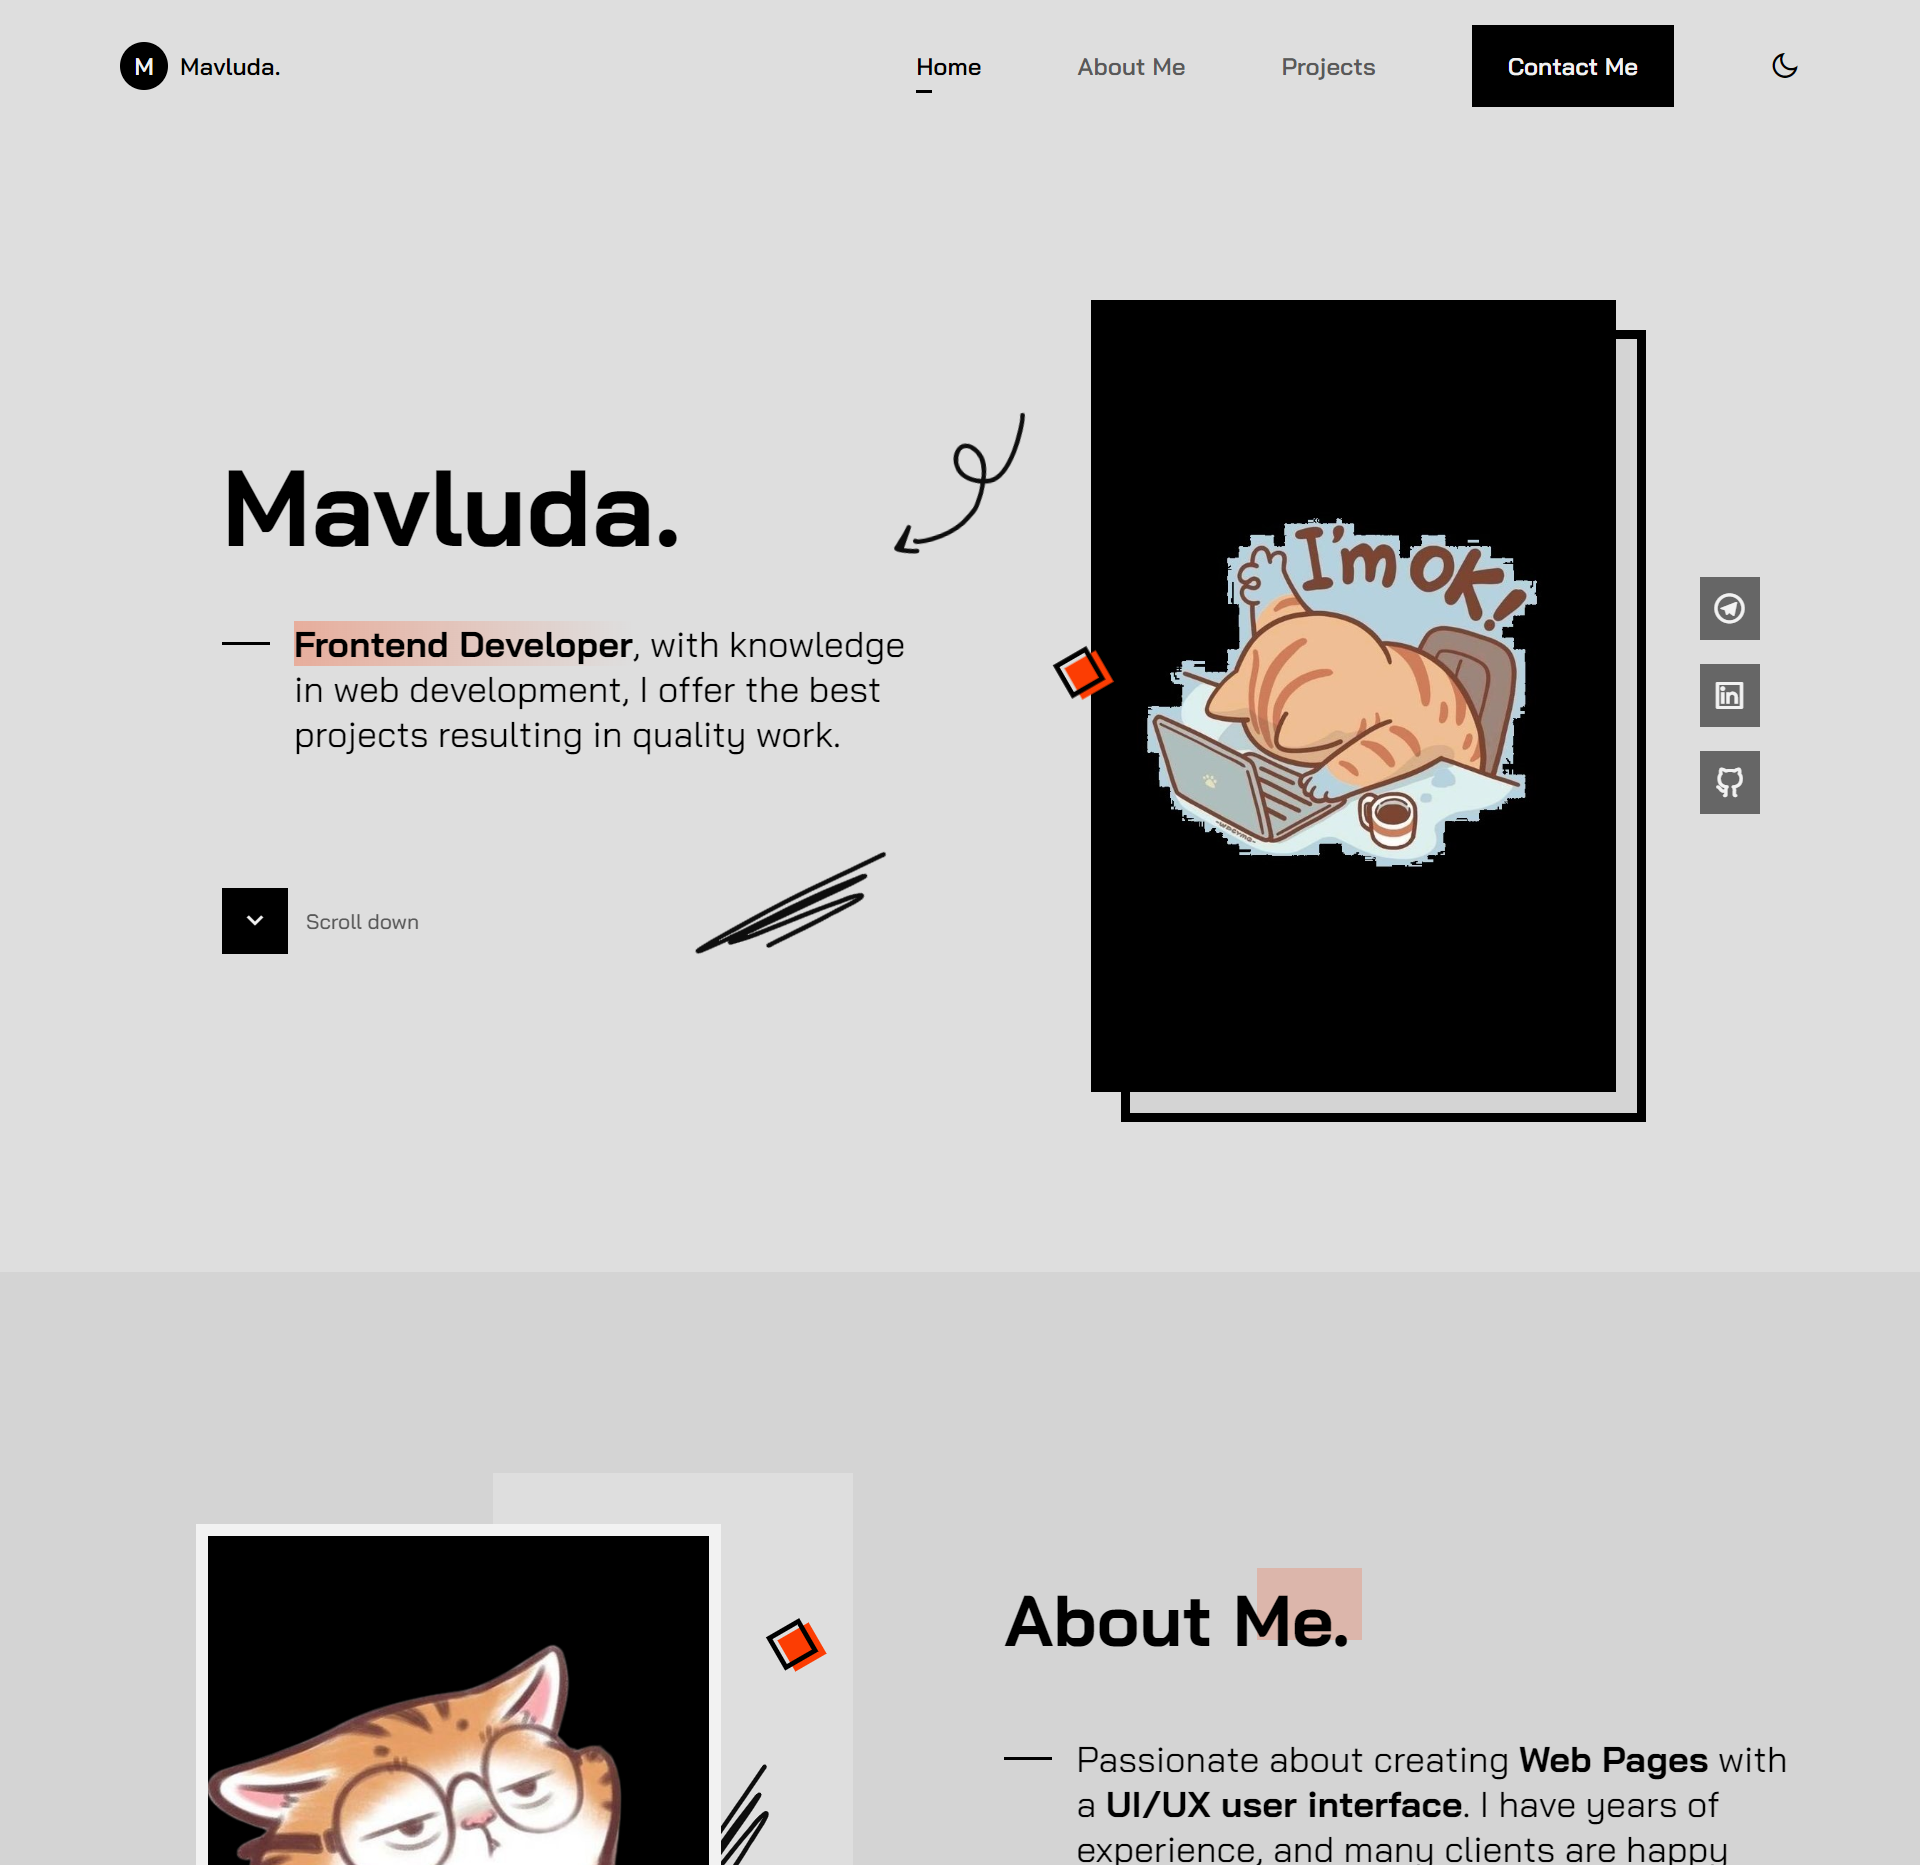 M Mavluda.
Home
About Me
Projects
Contact Me
Mavluda.
I'm OK!
Frontend Developer, with knowledge
in web development, I offer the best
projects resulting in quality work.
in
Scroll down
About Me.
Passionate about creating Web Pages with
a UI/UX user interface. I have years of
experience, and many clients are happy